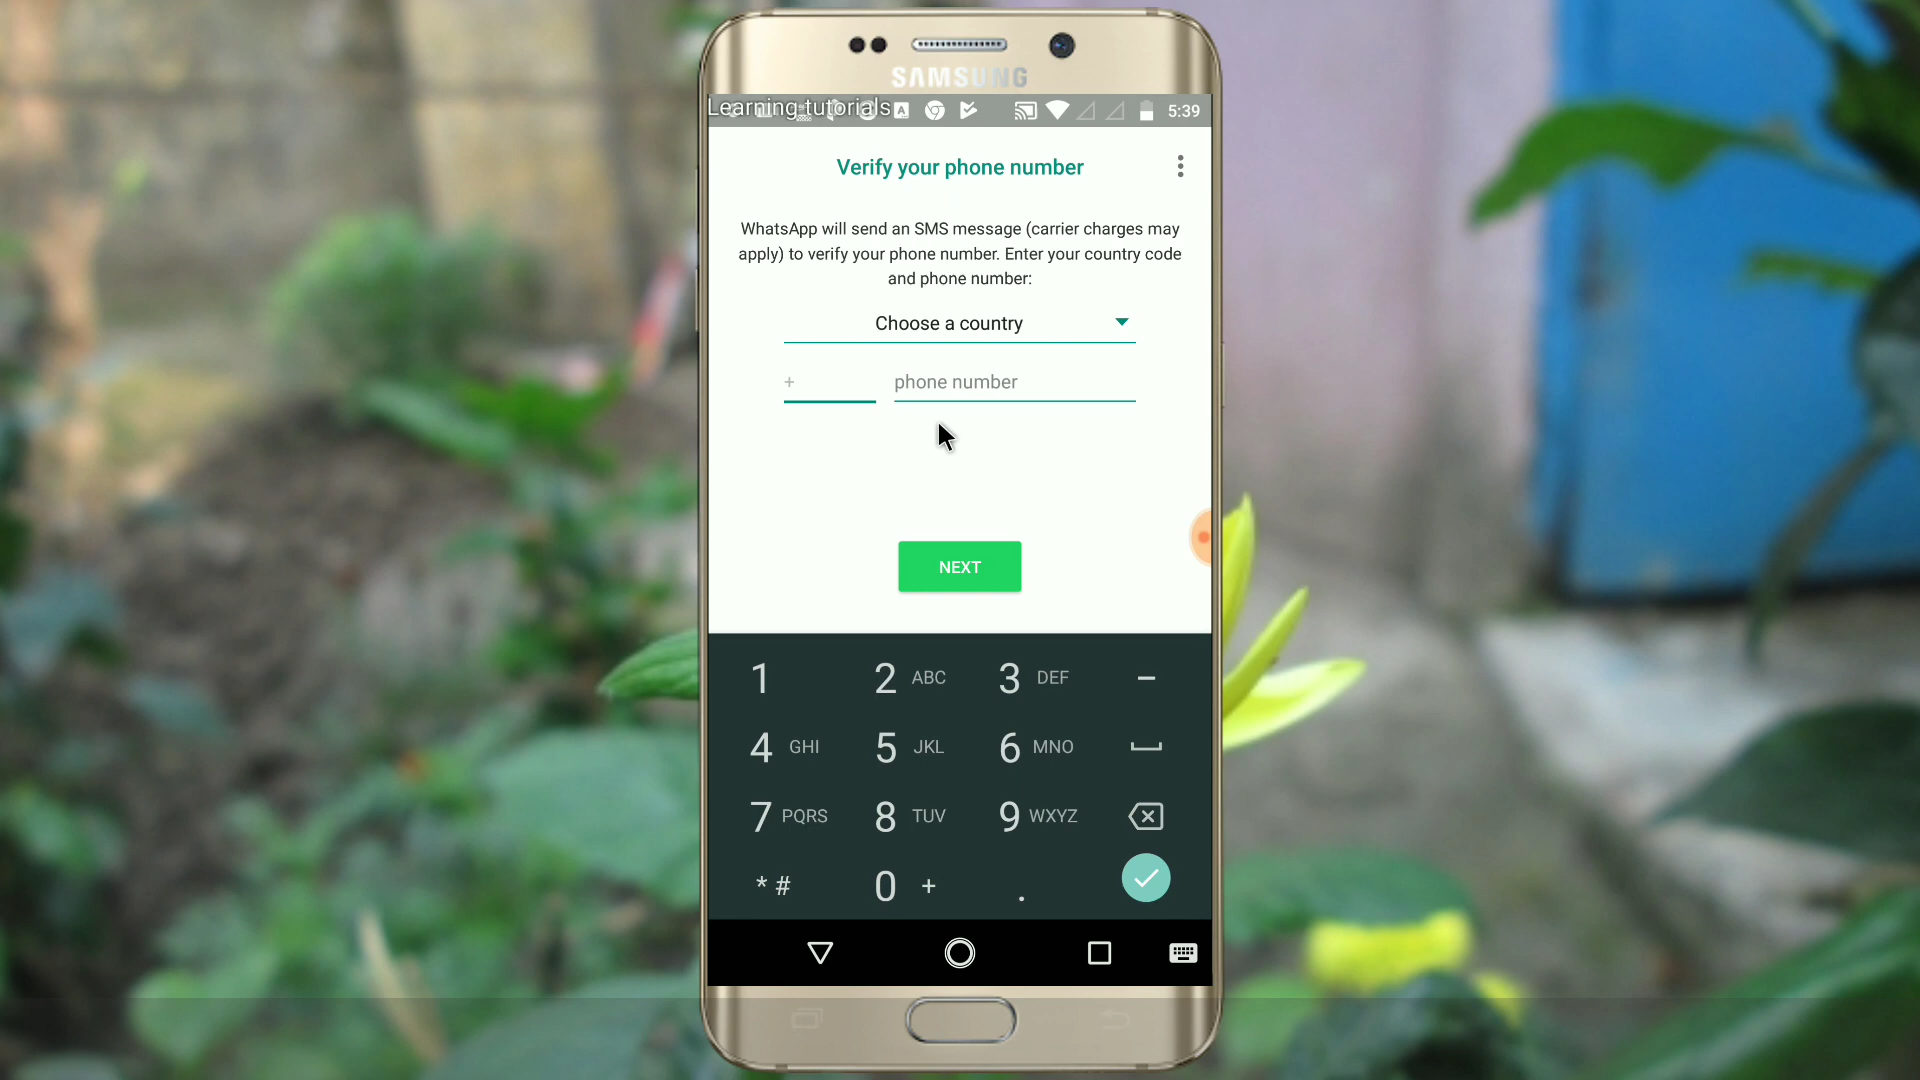 SAMSUNG
Learning tutorials
5:39
Verify your phone number
WhatsApp will send an SMS message (carrier charges may
apply) to verify your phone number. Enter your country code
and phone number:
Choose a country
+ phone number
NEXT
1 2 ABC 3 DEF -
4 GHI 5 JKL 6 MNO
7 PQRS 8 TUV 9 WXYZ
* # 0 + .